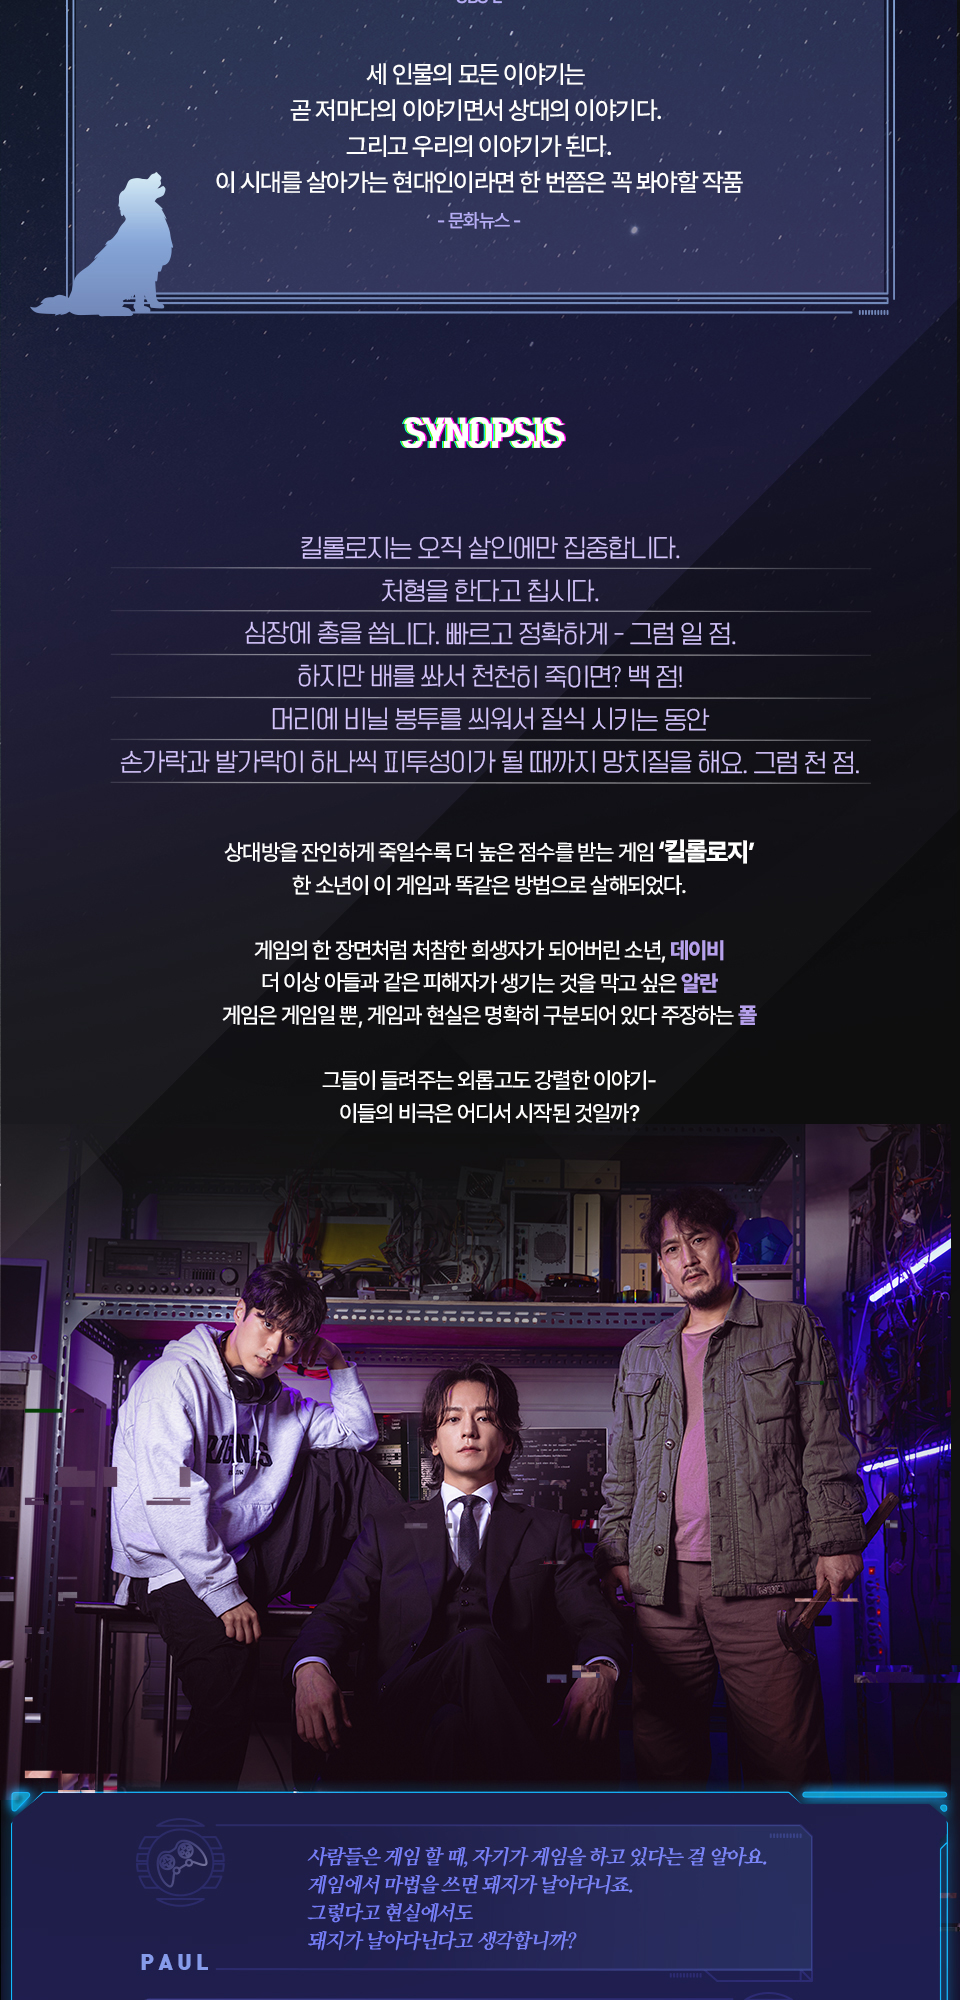 세 인물의 모든 이야기는
곧 저마다의 이야기면서 상대의 이야기다.
그리고 우리의 이야기가 된다.
이 시대를 살아가는 현대인이라면 한 번쯤은 꼭 봐야할 작품
- 문화뉴스 -
SYNOPSIS
킬롤로지는 오직 살인에만 집중합니다.
처형을 한다고 칩시다.
심장에 총을 쏩니다. 빠르고 정확하게 - 그럼 일 점.
하지만 배를 쏴서 천천히 죽이면? 백 점!
머리에 비닐 봉투를 씌워서 질식 시키는 동안
손가락과 발가락이 하나씩 피투성이가 될 때까지 망치질을 해요. 그럼 천 점.
상대방을 잔인하게 죽일수록 더 높은 점수를 받는 게임 ‘킬롤로지’
한 소년이 이 게임과 똑같은 방법으로 살해되었다.
게임의 한 장면처럼 처참한 희생자가 되어버린 소년, 데이비
더 이상 아들과 같은 피해자가 생기는 것을 막고 싶은 알란
게임은 게임일 뿐, 게임과 현실은 명확히 구분되어 있다 주장하는 폴
그들이 들려주는 외롭고도 강렬한 이야기-
이들의 비극은 어디서 시작된 것일까?
사람들은 게임 할 때, 자기가 게임을 하고 있다는 걸 알아요.
게임에서 마법을 쓰면 돼지가 날아다니죠.
그렇다고 현실에서도
돼지가 날아다닌다고 생각합니까?
PAUL